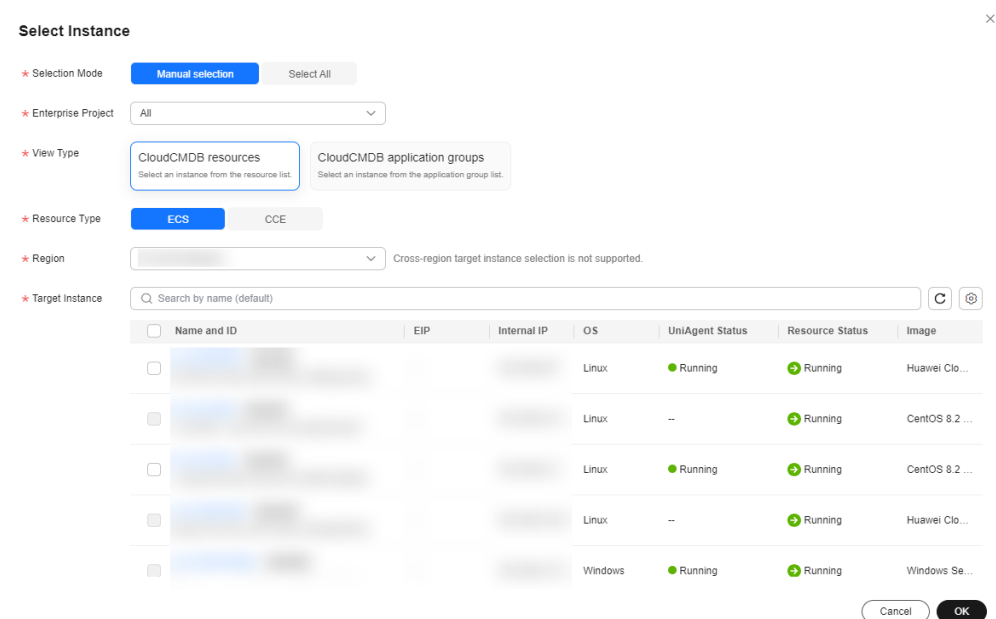 Select Instance
* Selection Mode Manual selection Select All
* Enterprise Project All
* View Type CloudCMDB resources CloudCMDB application groups
Select an instance from the resource list. Select an instance from the application group list.
* Resource Type ECS CCE
* Region Cross-region target instance selection is not supported.
* Target Instance Search by name (default)
Name and ID EIP Internal IP OS UniAgent Status Resource Status Image
Linux Running Running Huawei Clo...
Linux -- Running CentOS 8.2 ...
Linux Running Running CentOS 8.2 ...
Linux -- Running Huawei Clo...
Windows Running Running Windows Se...
Cancel OK